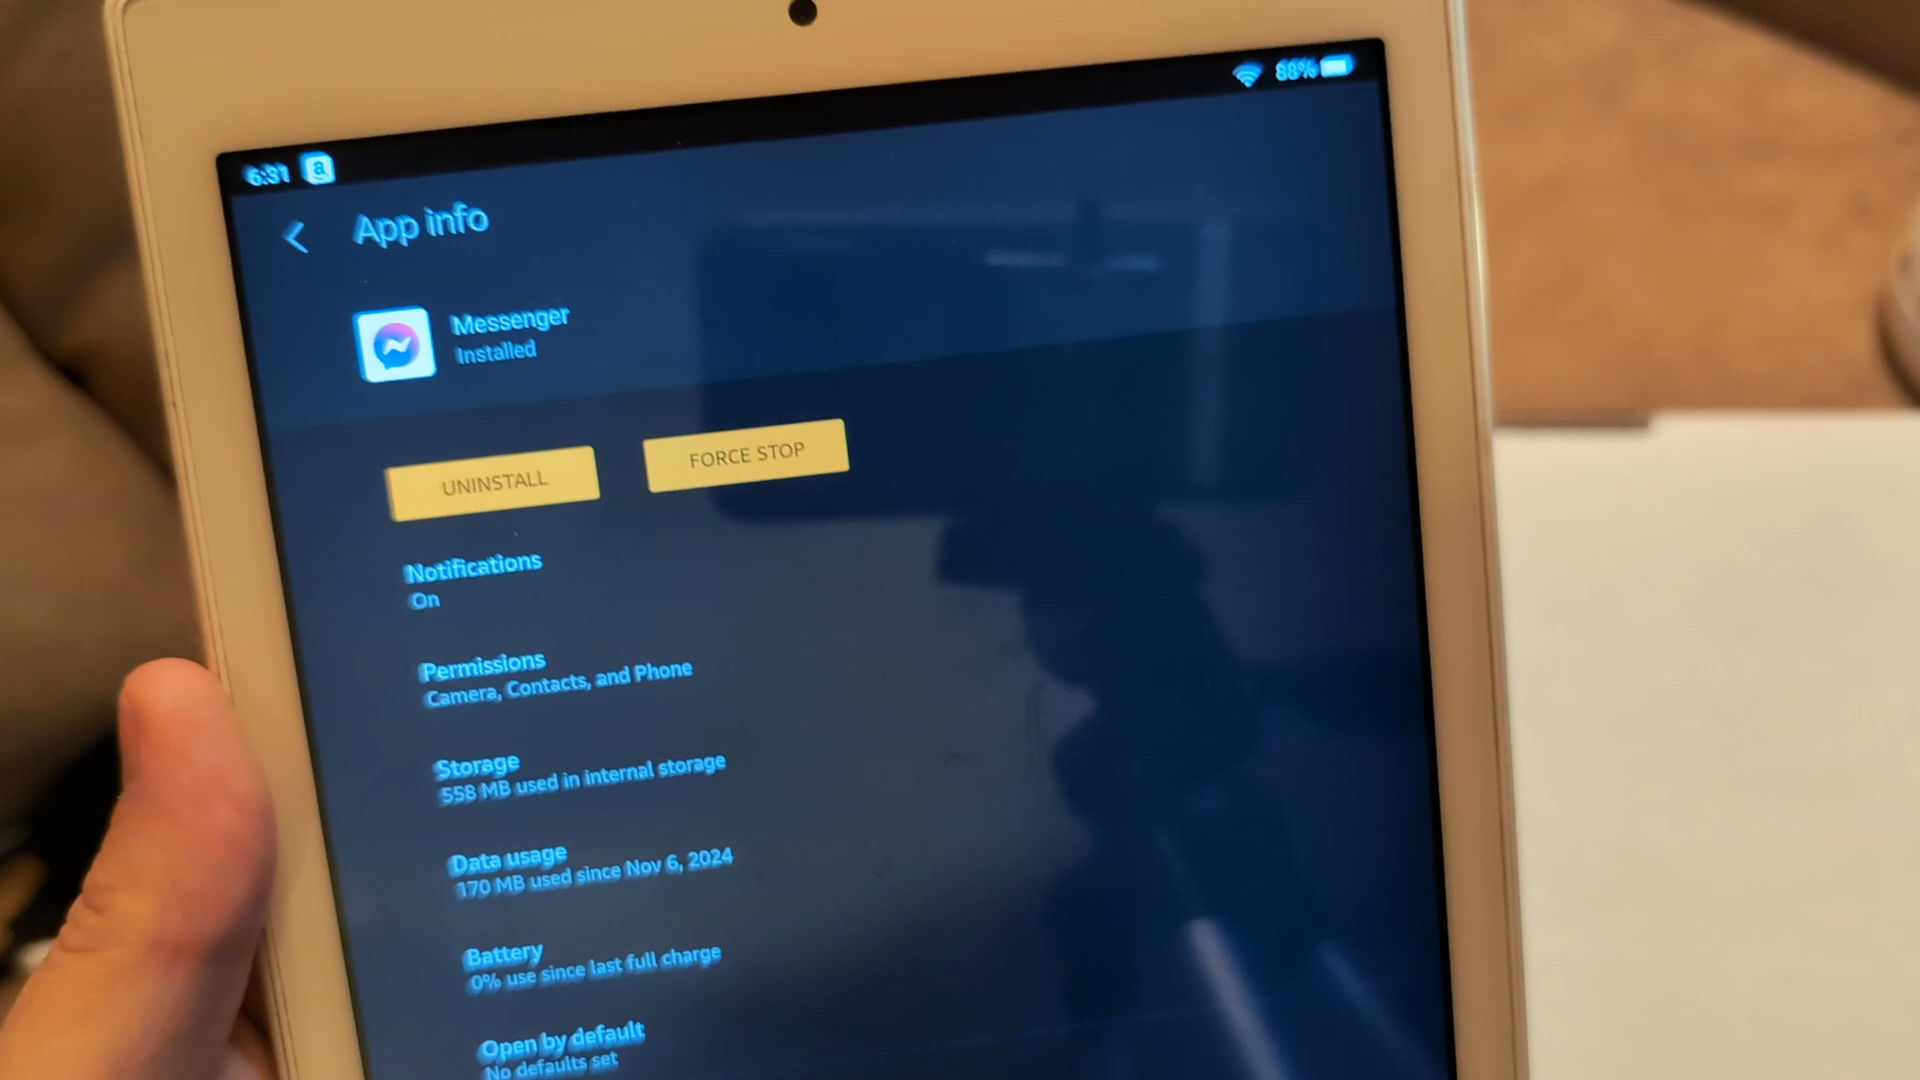 6:31 a 88%
App info
Messenger
Installed
UNINSTALL FORCE STOP
Notifications
On
Permissions
Camera, Contacts, and Phone
Storage
558 MB used in internal storage
Data usage
170 MB used since Nov 6, 2024
Battery
0% use since last full charge
Open by default
No defaults set